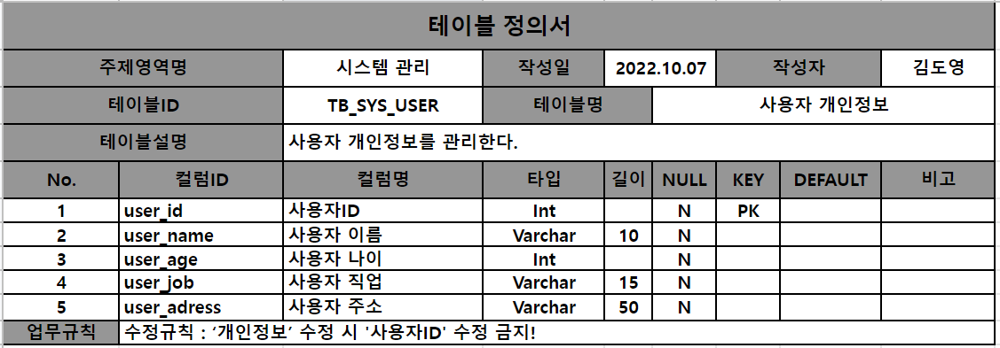 테이블 정의서
주제영역명 시스템 관리 작성일 2022.10.07 작성자 김도영
테이블ID TB_SYS_USER 테이블명 사용자 개인정보
테이블설명 사용자 개인정보를 관리한다.
No. 컬럼ID 컬럼명 타입 길이 NULL KEY DEFAULT 비고
1 user_id 사용자ID Int N PK
2 user_name 사용자 이름 Varchar 10 N
3 user_age 사용자 나이 Int N
4 user_job 사용자 직업 Varchar 15 N
5 user_adress 사용자 주소 Varchar 50 N
업무규칙 수정규칙 : ‘개인정보’ 수정 시 '사용자ID' 수정 금지!